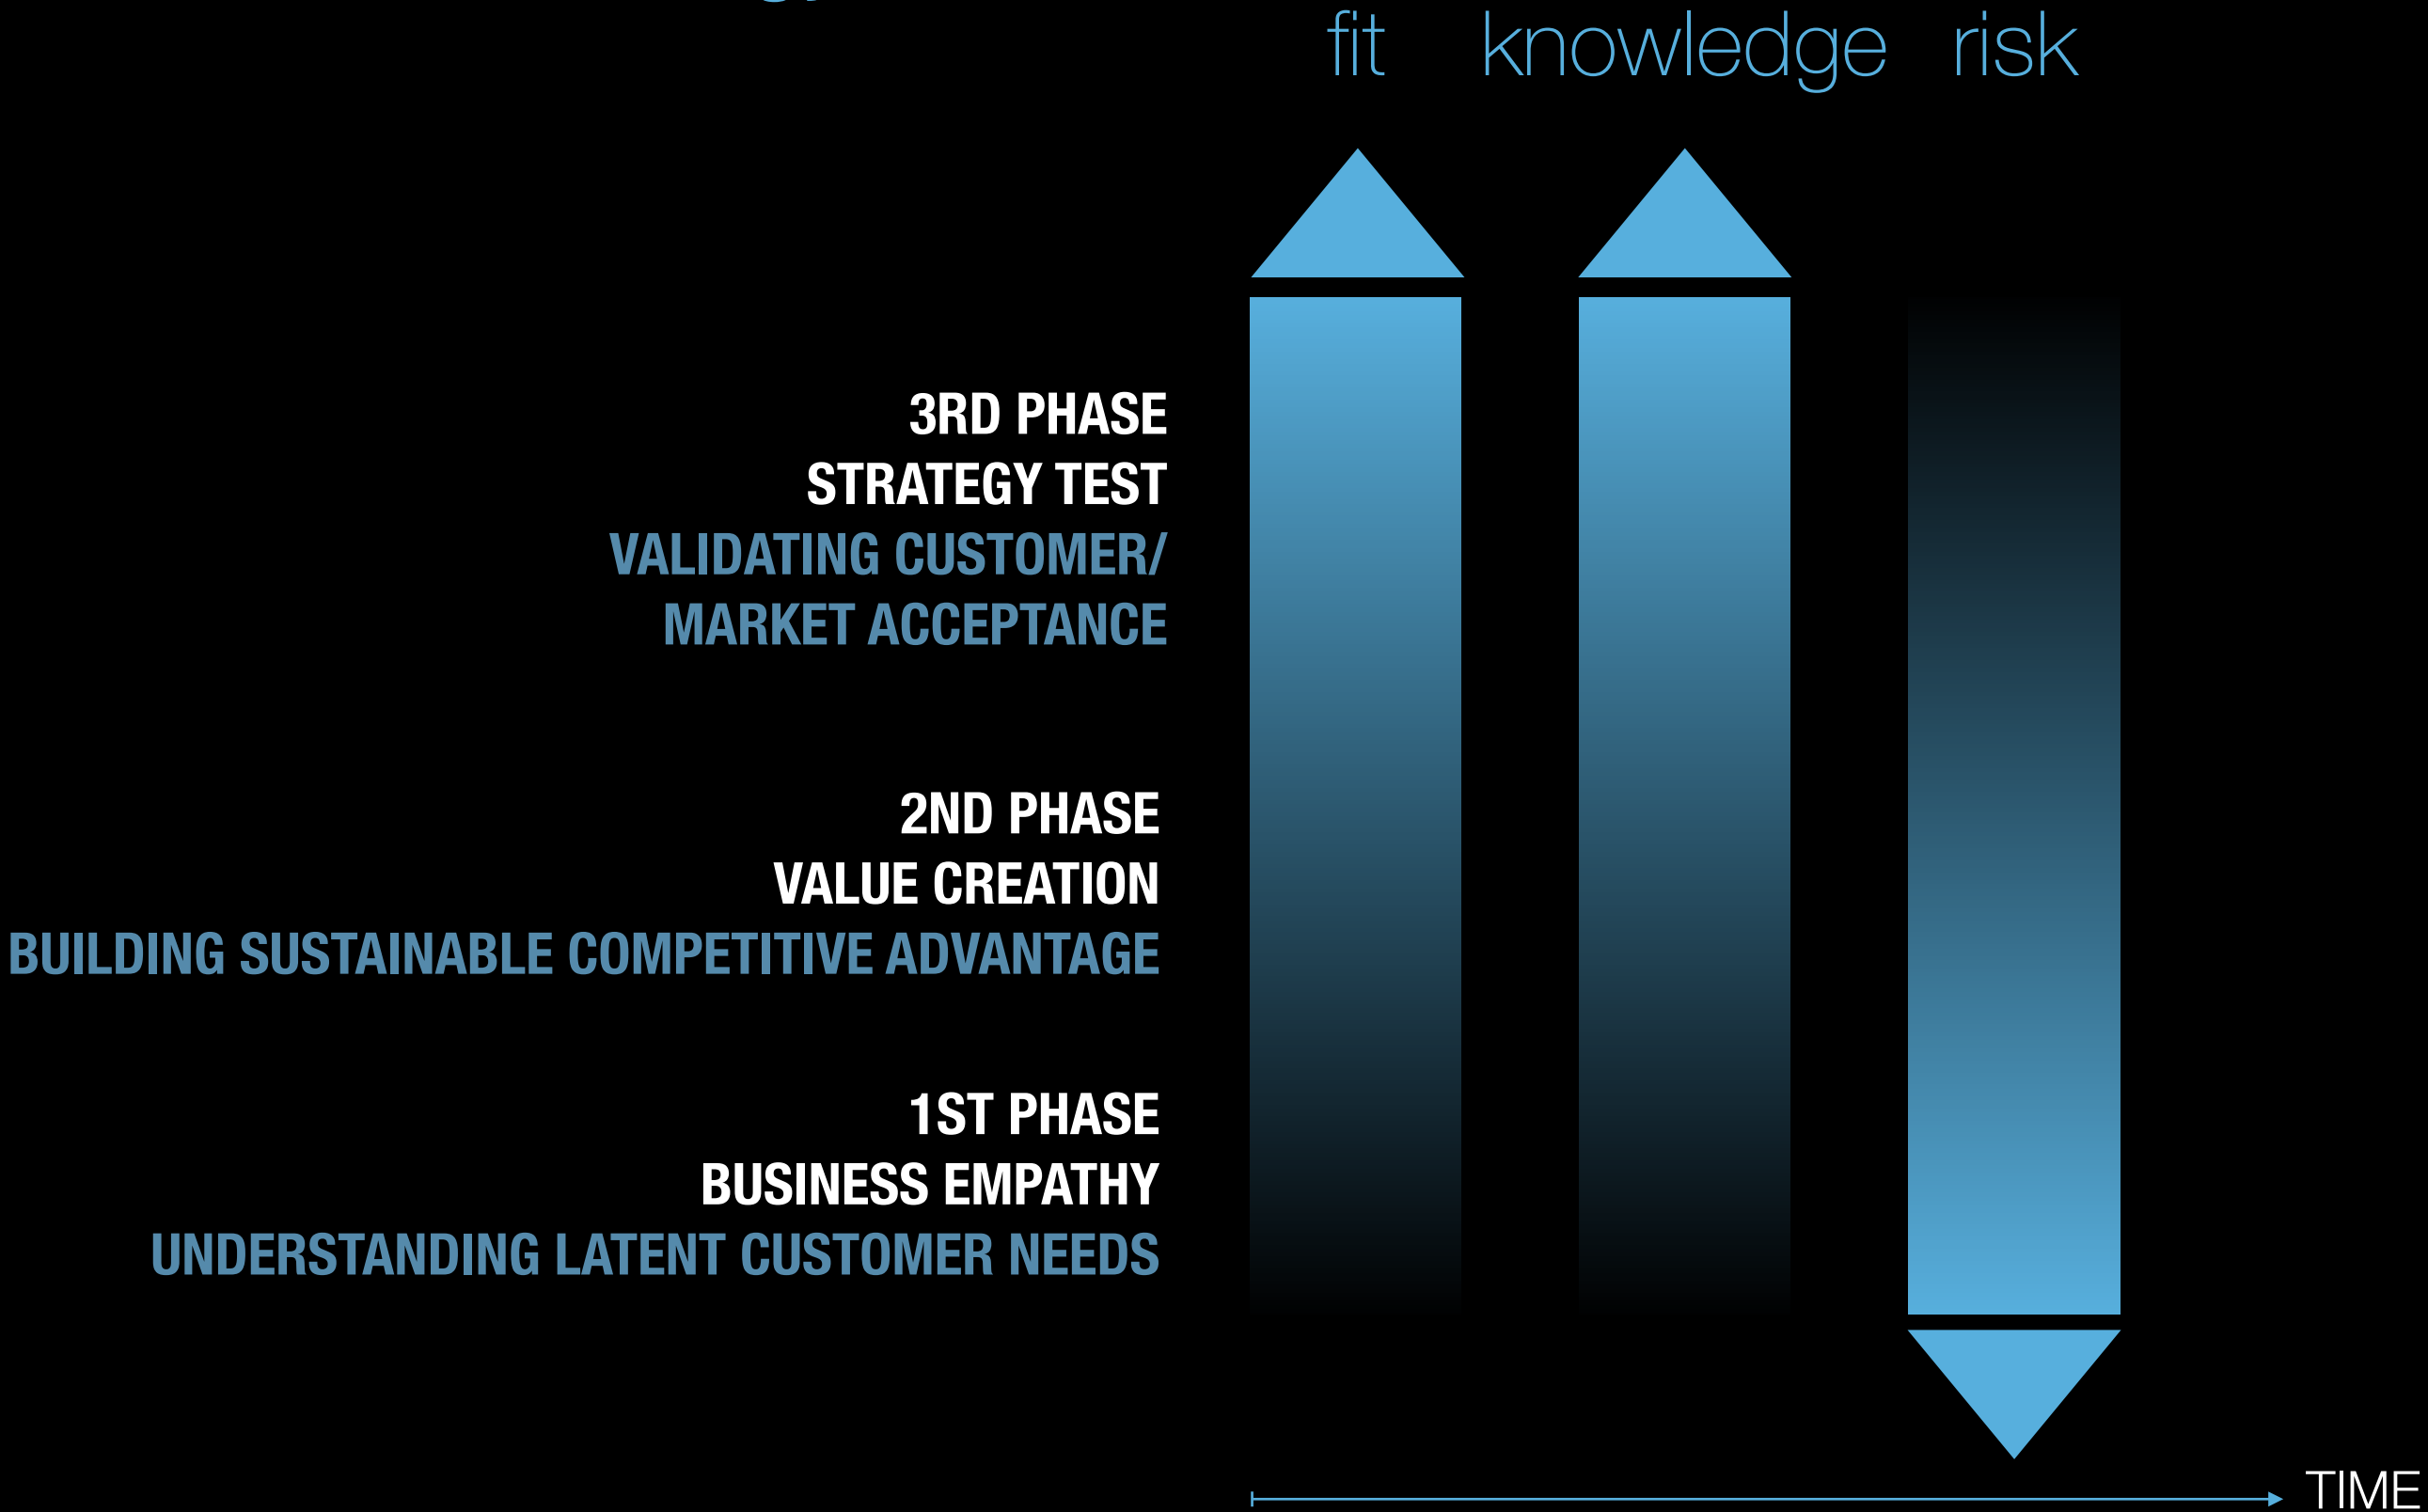 fit knowledge risk
3RD PHASE
STRATEGY TEST
VALIDATING CUSTOMER/
MARKET ACCEPTANCE
2ND PHASE
VALUE CREATION
BUILDING SUSTAINABLE COMPETITIVE ADVANTAGE
1ST PHASE
BUSINESS EMPATHY
UNDERSTANDING LATENT CUSTOMER NEEDS
TIME